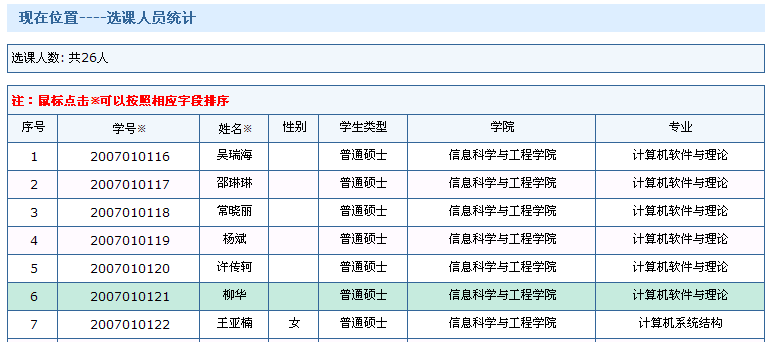 现在位置----选课人员统计
选课人数: 共26人
注：鼠标点击※可以按照相应字段排序
序号 学号※ 姓名※ 性别 学生类型 学院 专业
1 2007010116 吴瑞海 普通硕士 信息科学与工程学院 计算机软件与理论
2 2007010117 邵琳琳 普通硕士 信息科学与工程学院 计算机软件与理论
3 2007010118 常晓丽 普通硕士 信息科学与工程学院 计算机软件与理论
4 2007010119 杨斌 普通硕士 信息科学与工程学院 计算机软件与理论
5 2007010120 许传轲 普通硕士 信息科学与工程学院 计算机软件与理论
6 2007010121 柳华 普通硕士 信息科学与工程学院 计算机软件与理论
7 2007010122 王亚楠 女 普通硕士 信息科学与工程学院 计算机系统结构